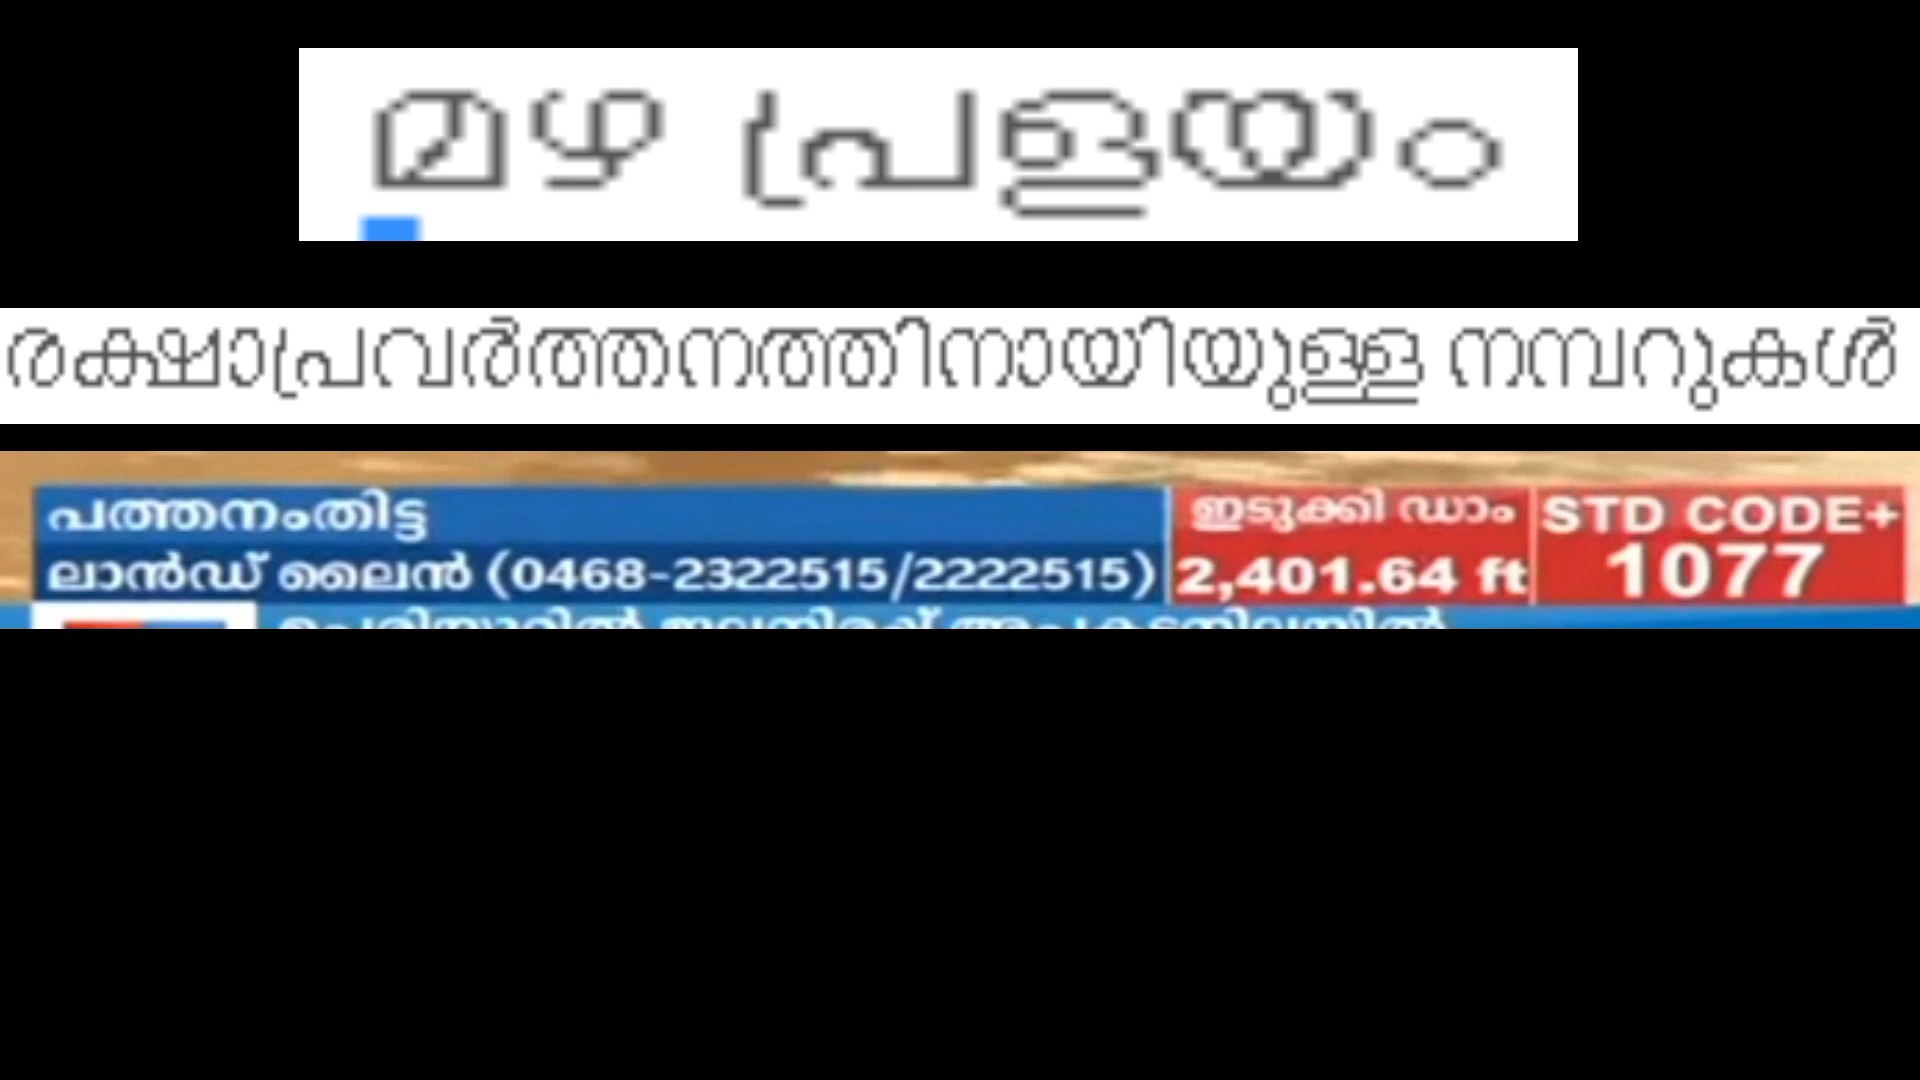 മഴ പ്രളയം
രക്ഷാപ്രവർത്തനത്തിനായിയുള്ള നമ്പറുകൾ
പത്തനംതിട്ട
ലാൻഡ് ലൈൻ (0468-2322515/2222515)
ഇടുക്കി ഡാം
2,401.64 ft
STD CODE+
1077